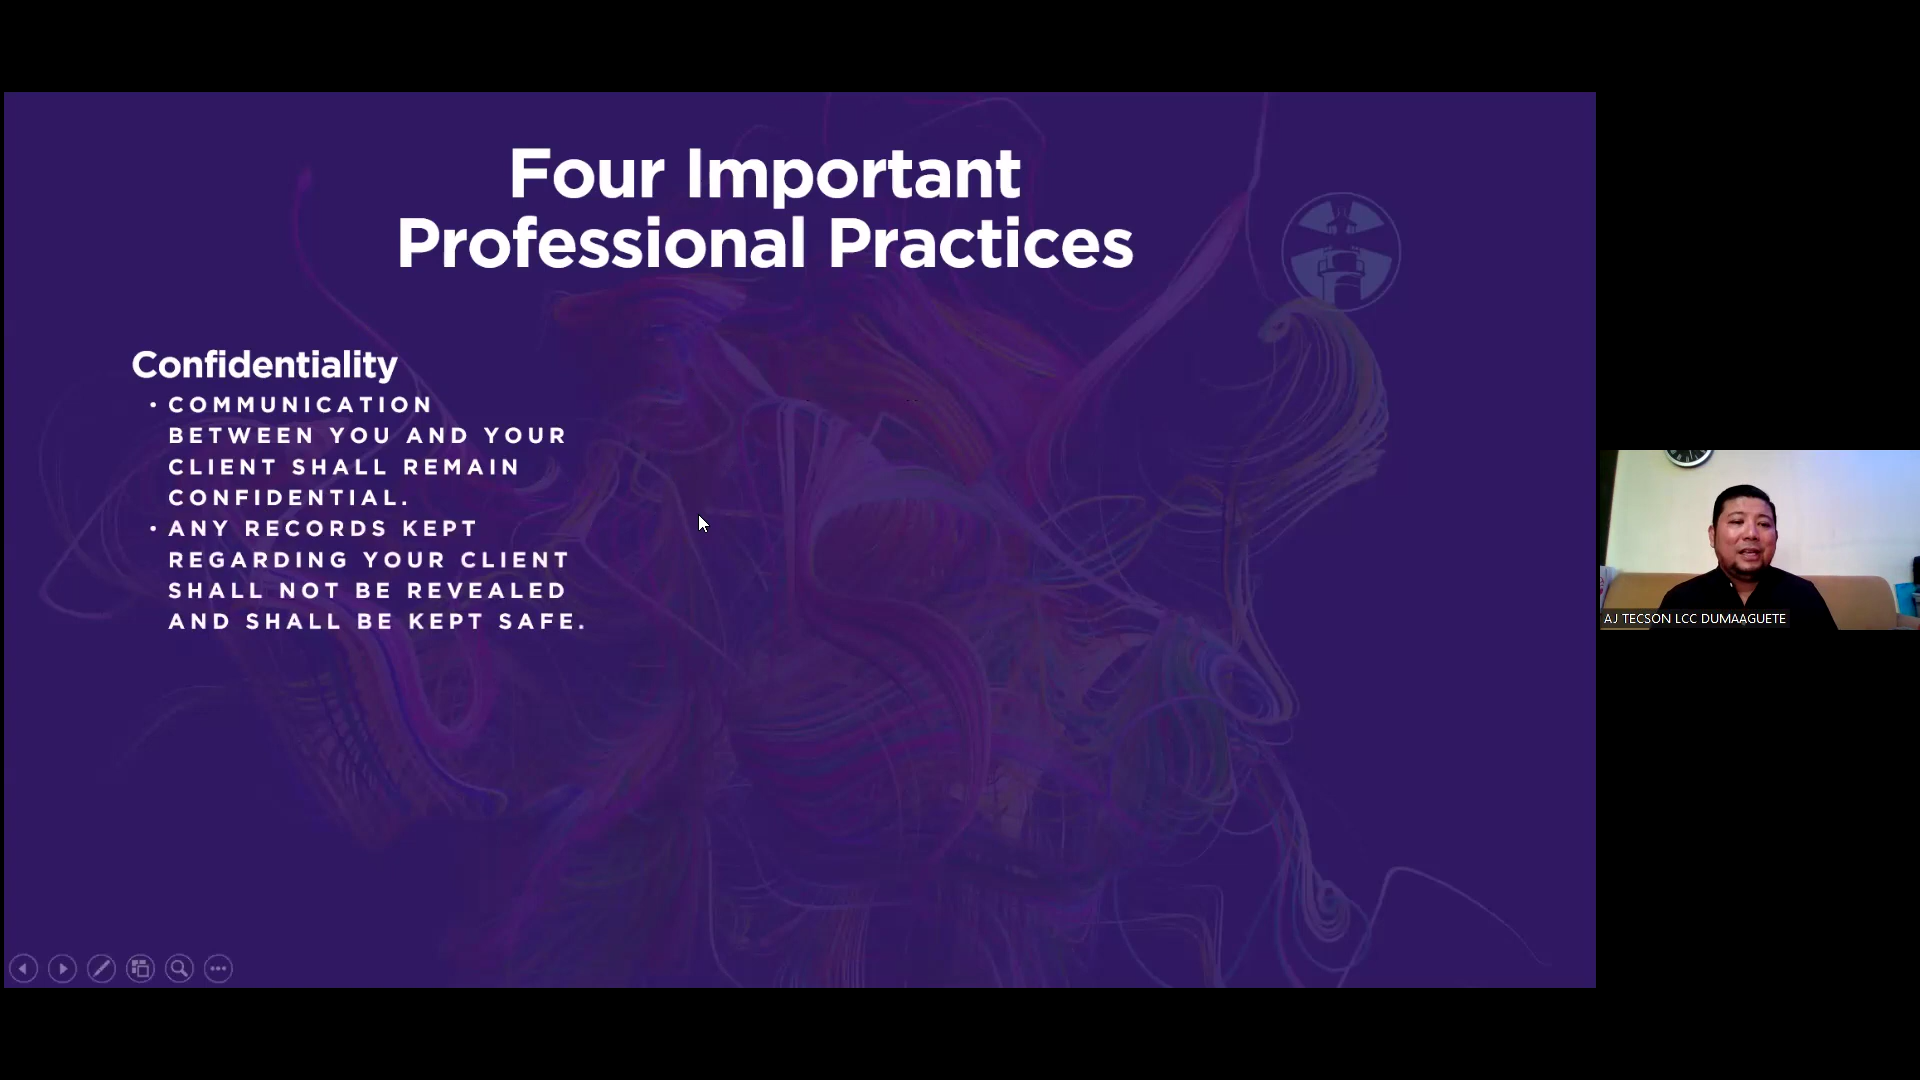 Four Important
Professional Practices
Confidentiality
• COMMUNICATION
BETWEEN YOU AND YOUR
CLIENT SHALL REMAIN
CONFIDENTIAL.
• ANY RECORDS KEPT
REGARDING YOUR CLIENT
SHALL NOT BE REVEALED
AND SHALL BE KEPT SAFE.
AJ TECSON LCC DUMAAGUETE